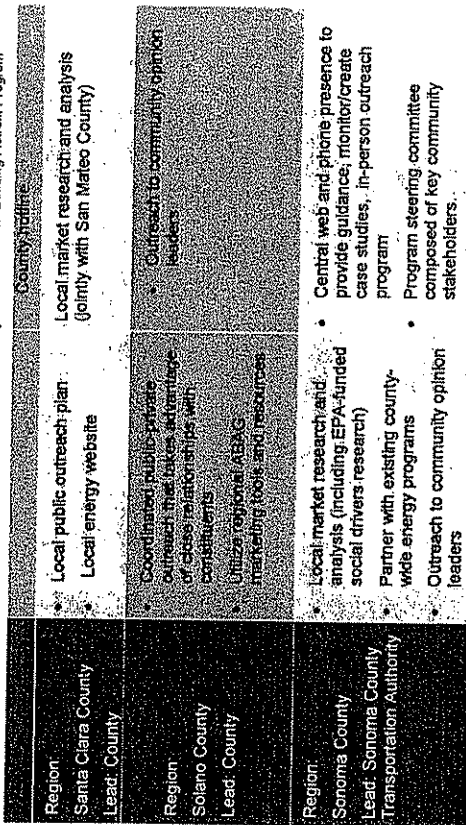 County hotline
Region:
Santa Clara County
Lead: County
• Local public outreach plan
• Local energy website
Local market research and analysis
(jointly with San Mateo County)
Region:
Solano County
Lead: County
• Coordinated public-private
outreach that takes advantage
of close relationships with
constituents
• Utilize regional ABAG
marketing tools and resources
• Outreach to community opinion
leaders
Region:
Sonoma County
Lead: Sonoma County
Transportation Authority
• Local market research and
analysis (including EPA-funded
social drivers research)
• Partner with existing county-
wide energy programs
• Outreach to community opinion
leaders
• Central web and phone presence to
provide guidance, monitor/create
case studies, in-person outreach
program
• Program steering committee
composed of key community
stakeholders